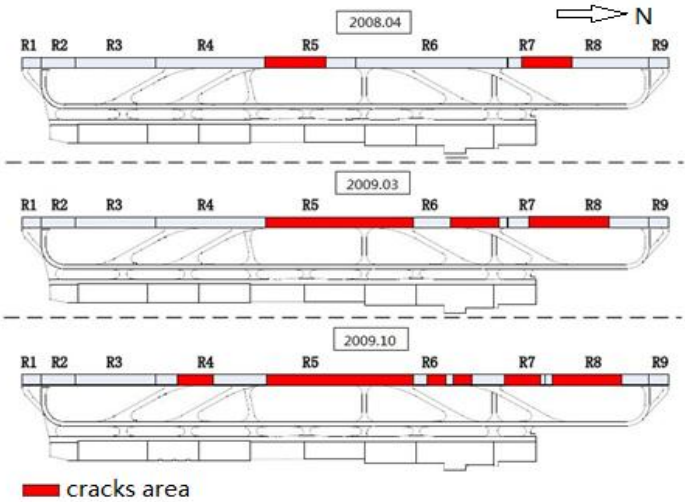 2008.04
N
R1 R2 R3 R4 R5 R6 R7 R8 R9
2009.03
R1 R2 R3 R4 R5 R6 R7 R8 R9
2009.10
R1 R2 R3 R4 R5 R6 R7 R8 R9
cracks area